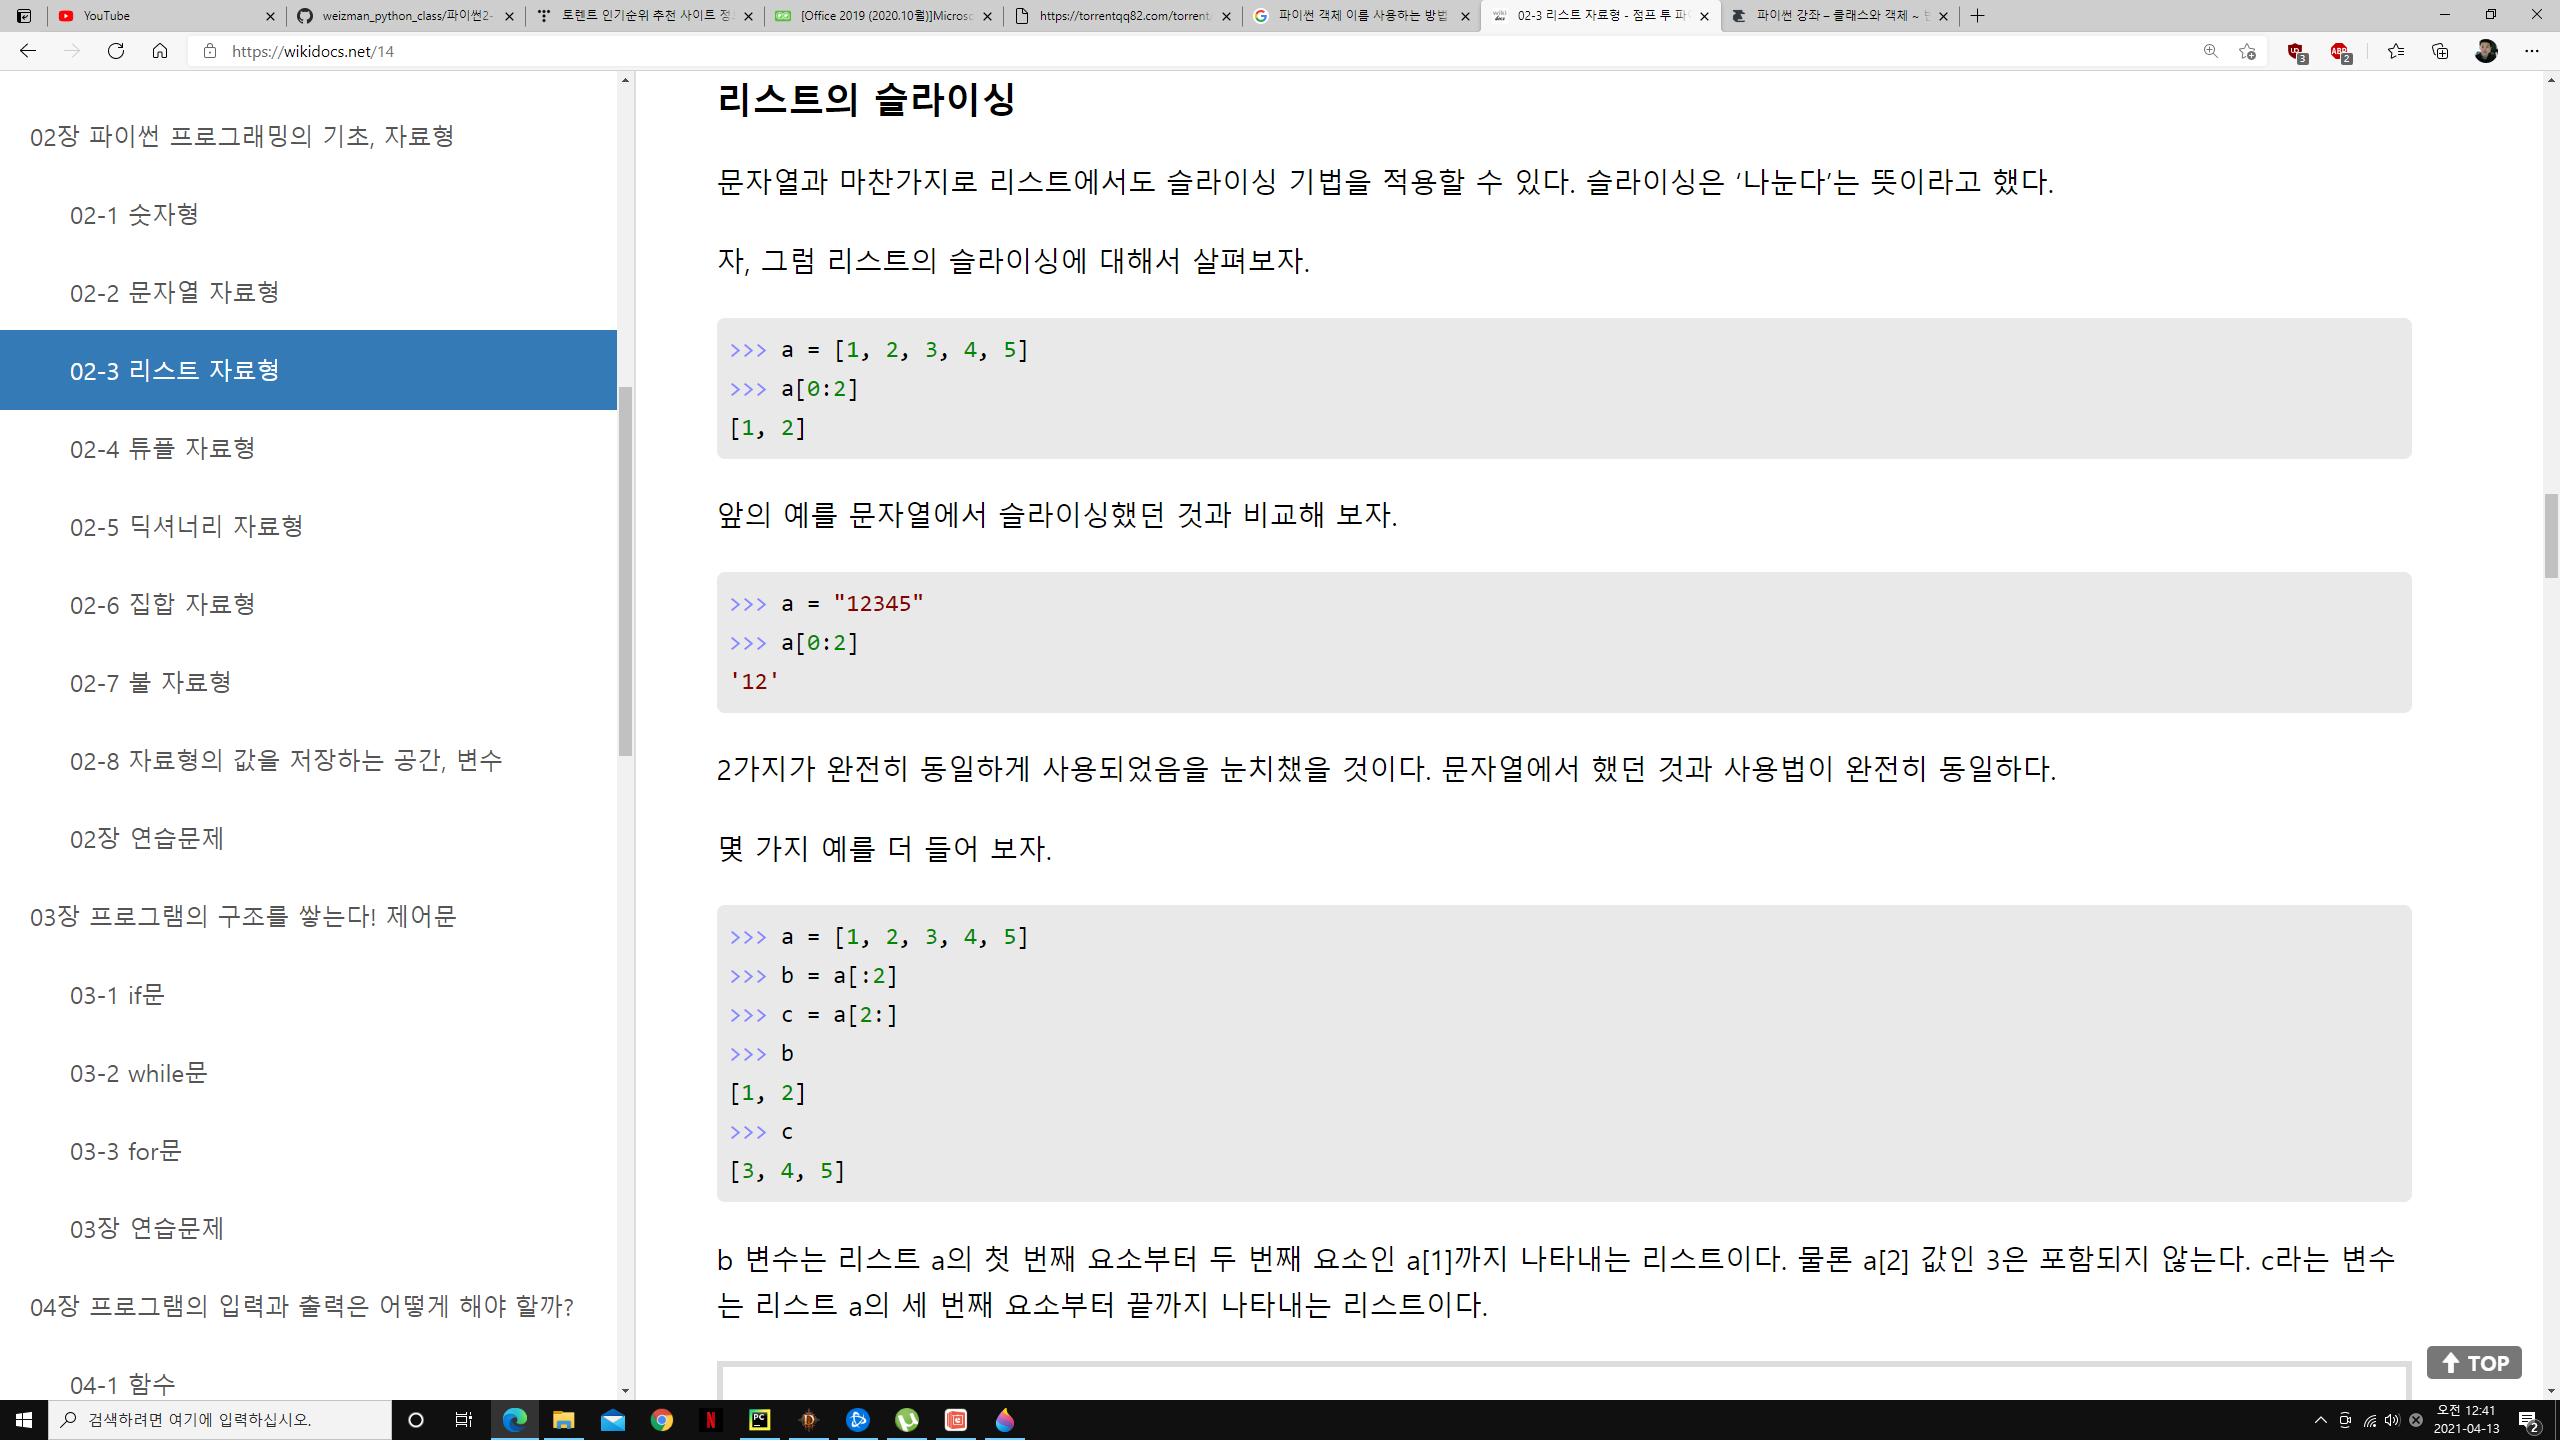 YouTube
weizman_python_class/파이썬2-
토렌트 인기순위 추천 사이트 정
[Office 2019 (2020.10월)]Micros
https://torrentqq82.com/torrent
파이썬 객체 이름 사용하는 방법
02-3 리스트 자료형 - 점프 투 파
파이썬 강좌 – 클래스와 객체 ~
https://wikidocs.net/14
3
2
02장 파이썬 프로그래밍의 기초, 자료형
02-1 숫자형
02-2 문자열 자료형
02-3 리스트 자료형
02-4 튜플 자료형
02-5 딕셔너리 자료형
02-6 집합 자료형
02-7 불 자료형
02-8 자료형의 값을 저장하는 공간, 변수
02장 연습문제
03장 프로그램의 구조를 쌓는다! 제어문
03-1 if문
03-2 while문
03-3 for문
03장 연습문제
04장 프로그램의 입력과 출력은 어떻게 해야 할까?
04-1 함수
리스트의 슬라이싱
문자열과 마찬가지로 리스트에서도 슬라이싱 기법을 적용할 수 있다. 슬라이싱은 ‘나눈다’는 뜻이라고 했다.
자, 그럼 리스트의 슬라이싱에 대해서 살펴보자.
>>> a = [1, 2, 3, 4, 5]
>>> a[0:2]
[1, 2]
앞의 예를 문자열에서 슬라이싱했던 것과 비교해 보자.
>>> a = "12345"
>>> a[0:2]
'12'
2가지가 완전히 동일하게 사용되었음을 눈치챘을 것이다. 문자열에서 했던 것과 사용법이 완전히 동일하다.
몇 가지 예를 더 들어 보자.
>>> a = [1, 2, 3, 4, 5]
>>> b = a[:2]
>>> c = a[2:]
>>> b
[1, 2]
>>> c
[3, 4, 5]
b 변수는 리스트 a의 첫 번째 요소부터 두 번째 요소인 a[1]까지 나타내는 리스트이다. 물론 a[2] 값인 3은 포함되지 않는다. c라는 변수
는 리스트 a의 세 번째 요소부터 끝까지 나타내는 리스트이다.
TOP
검색하려면 여기에 입력하십시오.
오전 12:41
2021-04-13
2